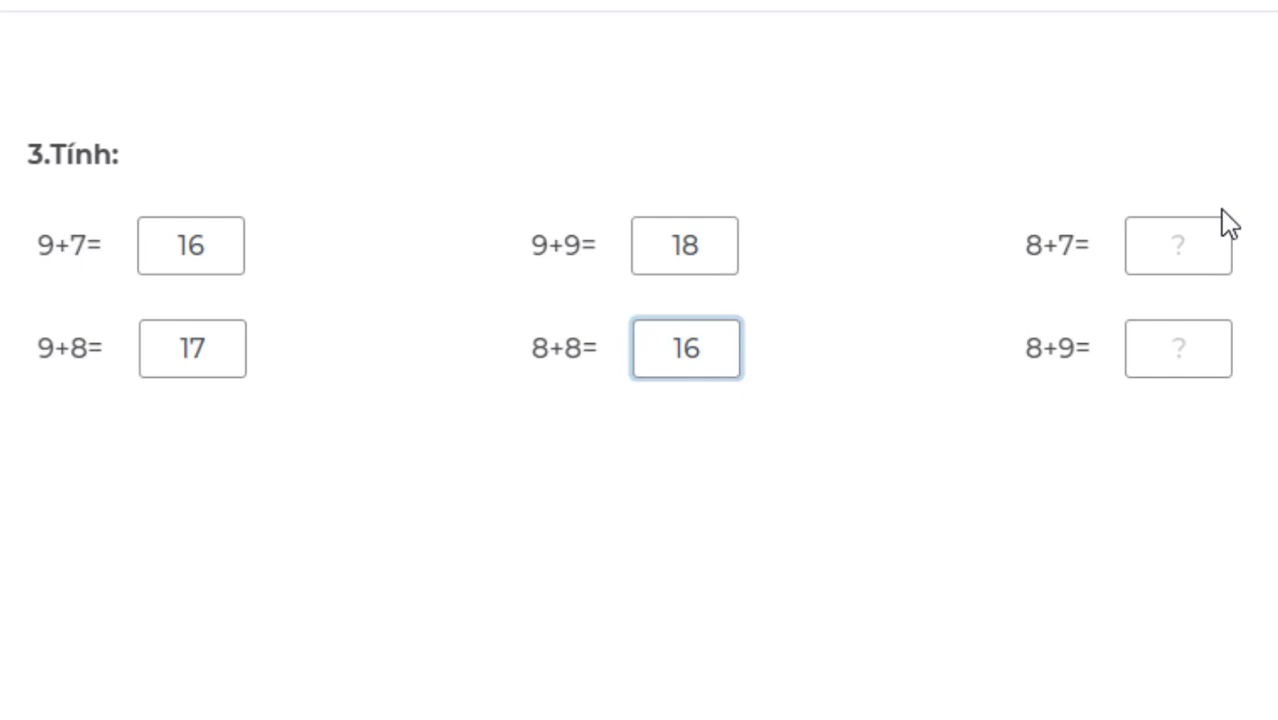 3.Tính:
9+7= 16 9+9= 18 8+7= ?
9+8= 17 8+8= 16 8+9= ?